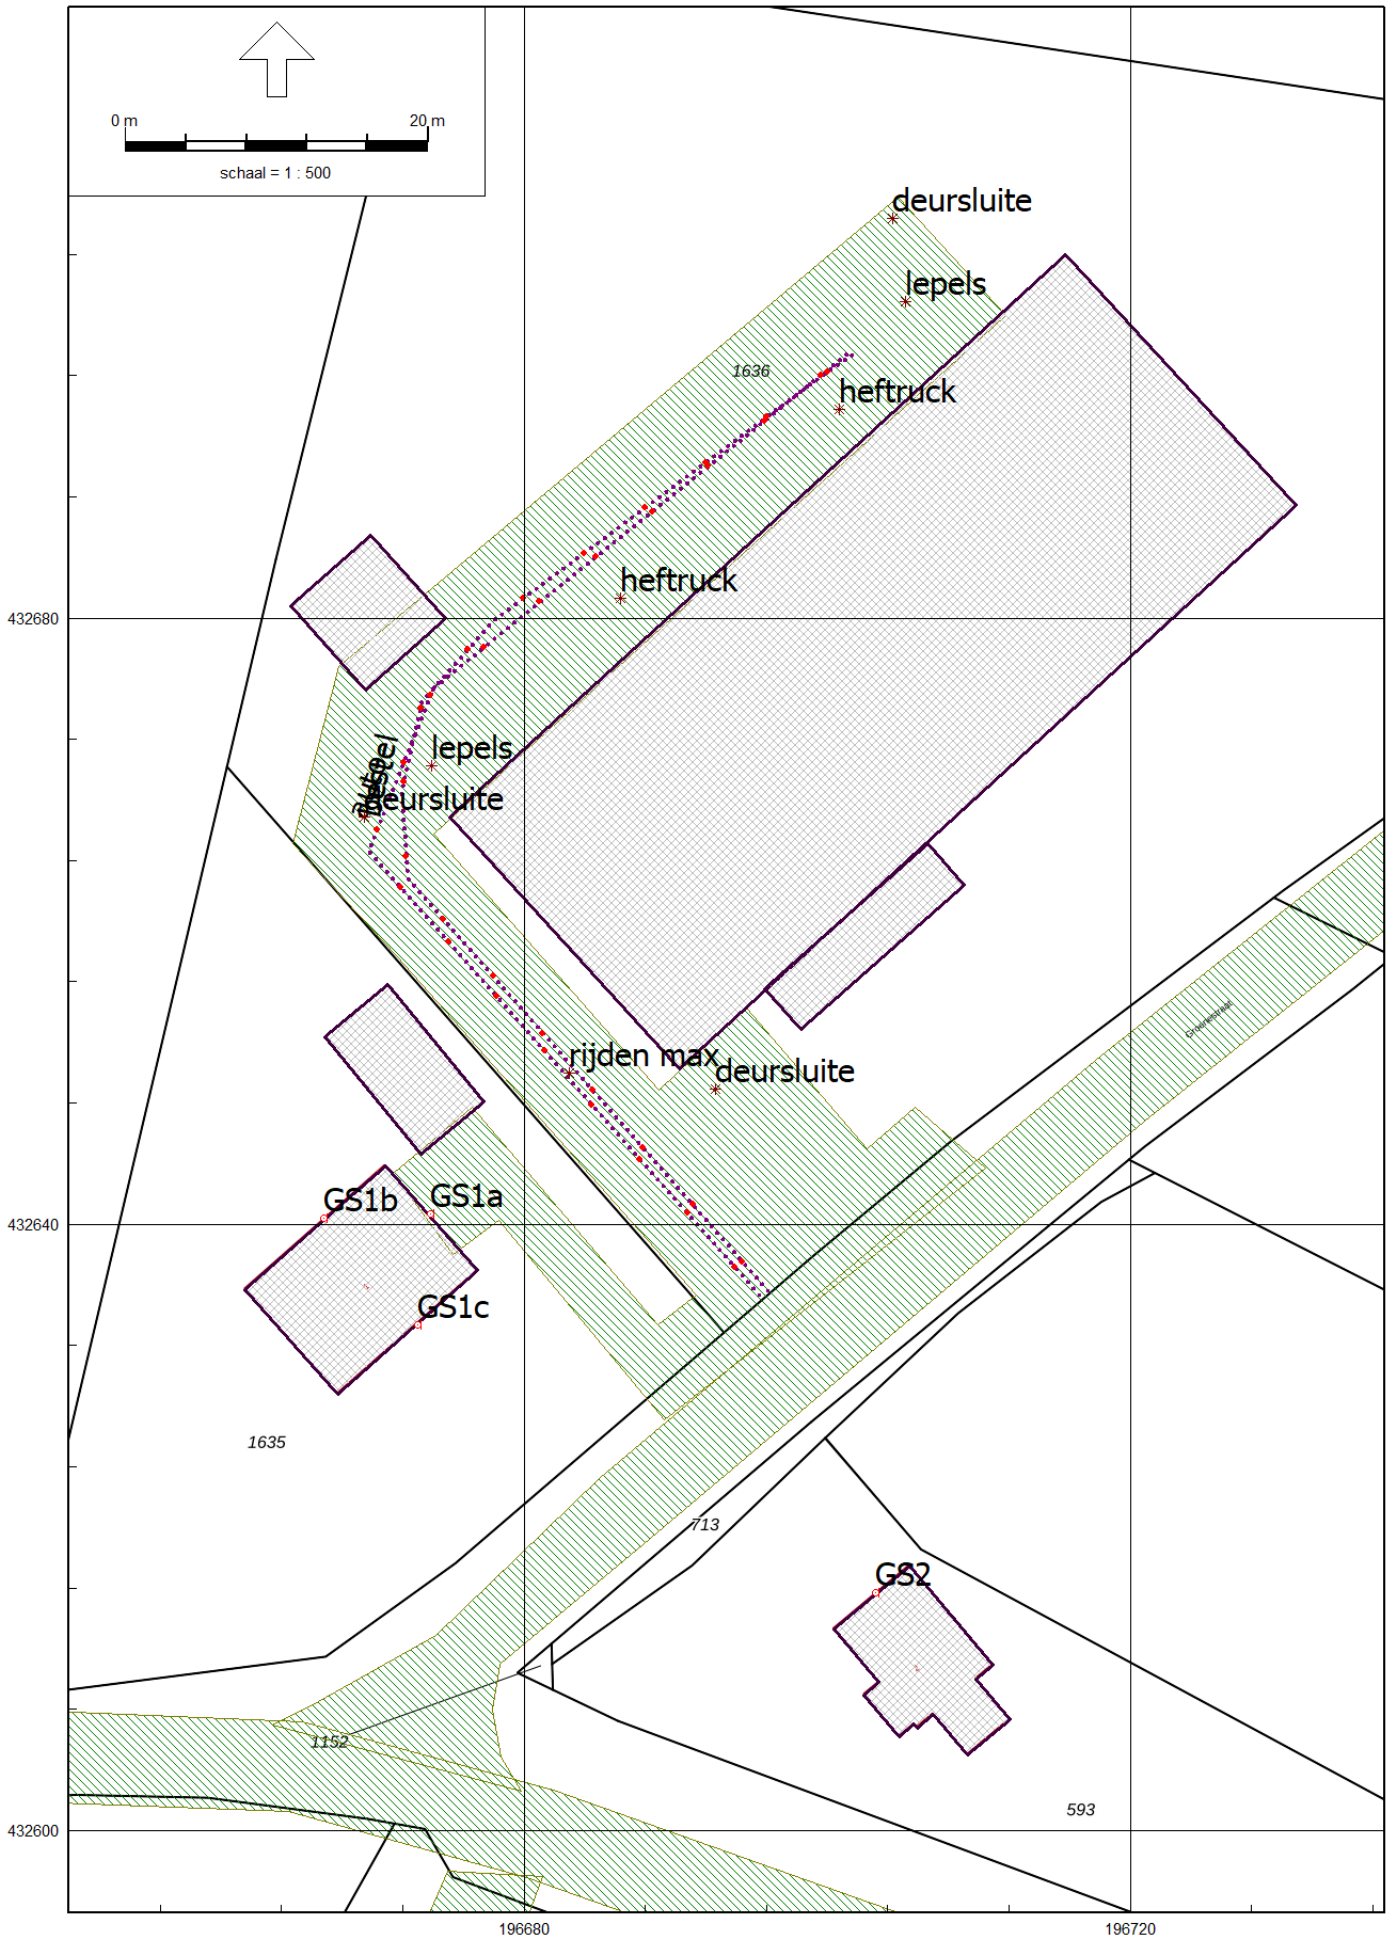 0 m 20 m
schaal = 1 : 500
deursluite
lepels
1636
heftruck
heftruck
432680
lepels
deursluite
rijden max
deursluite
Groenestraat
GS1b
GS1a
432640
GS1c
1635
713
GS2
1152
593
432600
196680 196720